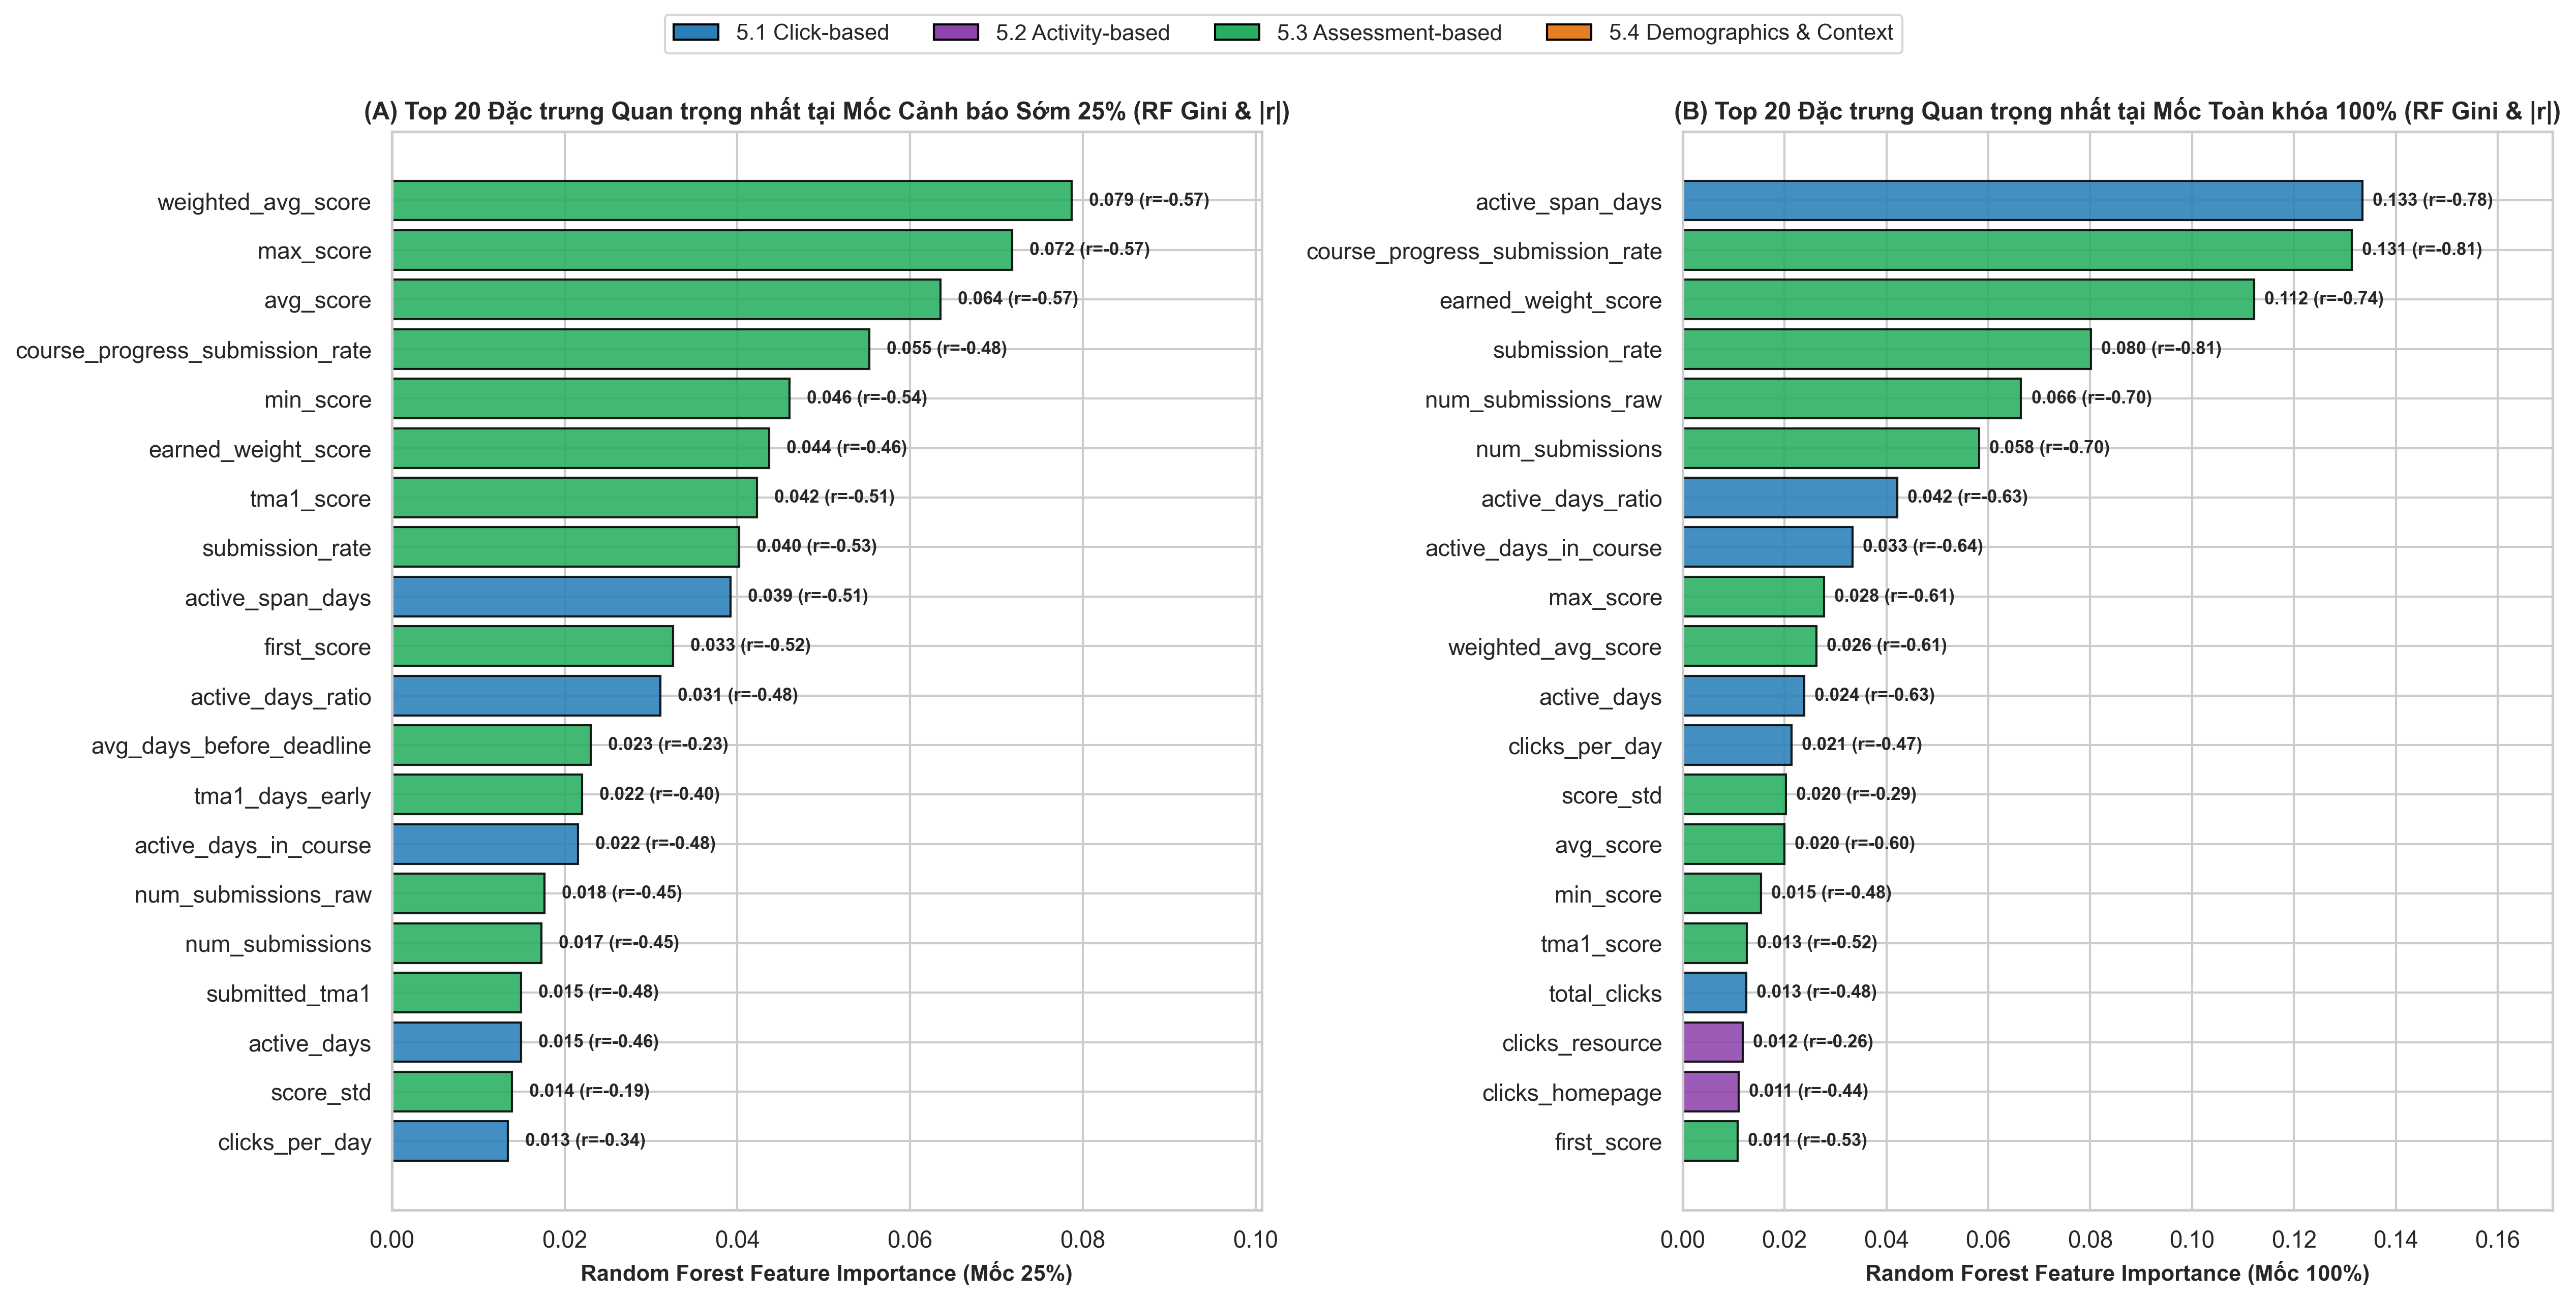 5.1 Click-based 5.2 Activity-based 5.3 Assessment-based 5.4 Demographics & Context
(A) Top 20 Đặc trưng Quan trọng nhất tại Mốc Cảnh báo Sớm 25% (RF Gini & |r|)
weighted_avg_score 0.079 (r=-0.57)
max_score 0.072 (r=-0.57)
avg_score 0.064 (r=-0.57)
course_progress_submission_rate 0.055 (r=-0.48)
min_score 0.046 (r=-0.54)
earned_weight_score 0.044 (r=-0.46)
tma1_score 0.042 (r=-0.51)
submission_rate 0.040 (r=-0.53)
active_span_days 0.039 (r=-0.51)
first_score 0.033 (r=-0.52)
active_days_ratio 0.031 (r=-0.48)
avg_days_before_deadline 0.023 (r=-0.23)
tma1_days_early 0.022 (r=-0.40)
active_days_in_course 0.022 (r=-0.48)
num_submissions_raw 0.018 (r=-0.45)
num_submissions 0.017 (r=-0.45)
submitted_tma1 0.015 (r=-0.48)
active_days 0.015 (r=-0.46)
score_std 0.014 (r=-0.19)
clicks_per_day 0.013 (r=-0.34)
0.00 0.02 0.04 0.06 0.08 0.10
Random Forest Feature Importance (Mốc 25%)
(B) Top 20 Đặc trưng Quan trọng nhất tại Mốc Toàn khóa 100% (RF Gini & |r|)
active_span_days 0.133 (r=-0.78)
course_progress_submission_rate 0.131 (r=-0.81)
earned_weight_score 0.112 (r=-0.74)
submission_rate 0.080 (r=-0.81)
num_submissions_raw 0.066 (r=-0.70)
num_submissions 0.058 (r=-0.70)
active_days_ratio 0.042 (r=-0.63)
active_days_in_course 0.033 (r=-0.64)
max_score 0.028 (r=-0.61)
weighted_avg_score 0.026 (r=-0.61)
active_days 0.024 (r=-0.63)
clicks_per_day 0.021 (r=-0.47)
score_std 0.020 (r=-0.29)
avg_score 0.020 (r=-0.60)
min_score 0.015 (r=-0.48)
tma1_score 0.013 (r=-0.52)
total_clicks 0.013 (r=-0.48)
clicks_resource 0.012 (r=-0.26)
clicks_homepage 0.011 (r=-0.44)
first_score 0.011 (r=-0.53)
0.00 0.02 0.04 0.06 0.08 0.10 0.12 0.14 0.16
Random Forest Feature Importance (Mốc 100%)